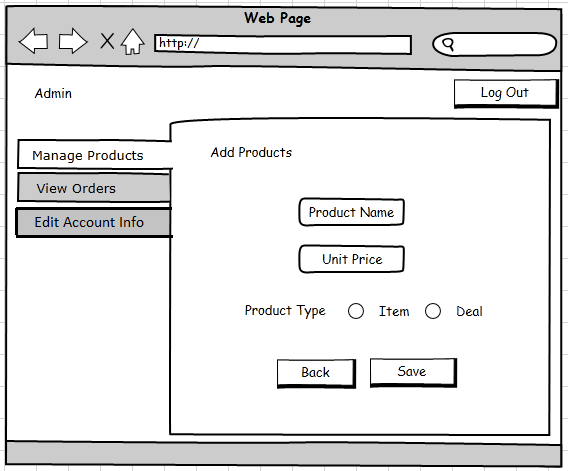 Web Page
http://
Admin
Log Out
Manage Products
Add Products
View Orders
Product Name
Edit Account Info
Unit Price
Product Type Item Deal
Back Save